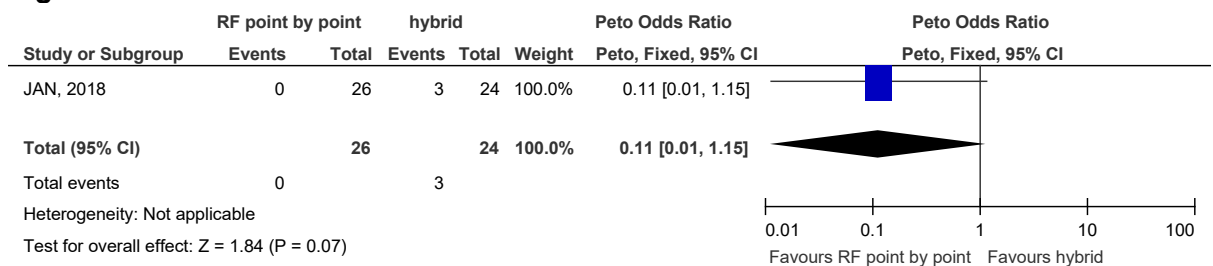 RF point by point hybrid Peto Odds Ratio Peto Odds Ratio
Study or Subgroup Events Total Events Total Weight Peto, Fixed, 95% CI Peto, Fixed, 95% CI
JAN, 2018 0 26 3 24 100.0% 0.11 [0.01, 1.15]
Total (95% CI) 26 24 100.0% 0.11 [0.01, 1.15]
Total events 0 3
Heterogeneity: Not applicable
Test for overall effect: Z = 1.84 (P = 0.07)
0.01 0.1 1 10 100
Favours RF point by point Favours hybrid